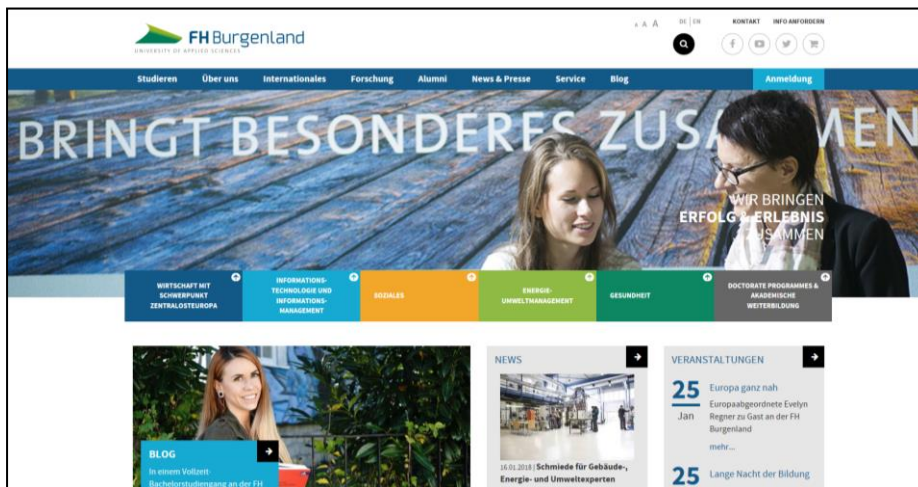 FH Burgenland
UNIVERSITY OF APPLIED SCIENCES
A A A
DE | EN
KONTAKT INFO ANFORDERN
Studieren Über uns Internationales Forschung Alumni News & Presse Service Blog Anmeldung
BRINGT BESONDERES ZUSAMMEN
WIR BRINGEN
ERFOLG & ERLEBNIS
ZUSAMMEN
WIRTSCHAFT MIT
SCHWERPUNKT
ZENTRALOSTEUROPA
INFORMATIONS-
TECHNOLOGIE UND
INFORMATIONS-
MANAGEMENT
SOZIALES
ENERGIE-
UMWELTMANAGEMENT
GESUNDHEIT
DOCTORATE PROGRAMMES &
AKADEMISCHE
WEITERBILDUNG
BLOG
In einem Vollzeit-
Bachelorstudiengang an der FH
NEWS
16.01.2018 | Schmiede für Gebäude-,
Energie- und Umweltexperten
VERANSTALTUNGEN
25
Jan
Europa ganz nah
Europaabgeordnete Evelyn
Regner zu Gast an der FH
Burgenland
mehr...
25
Lange Nacht der Bildung